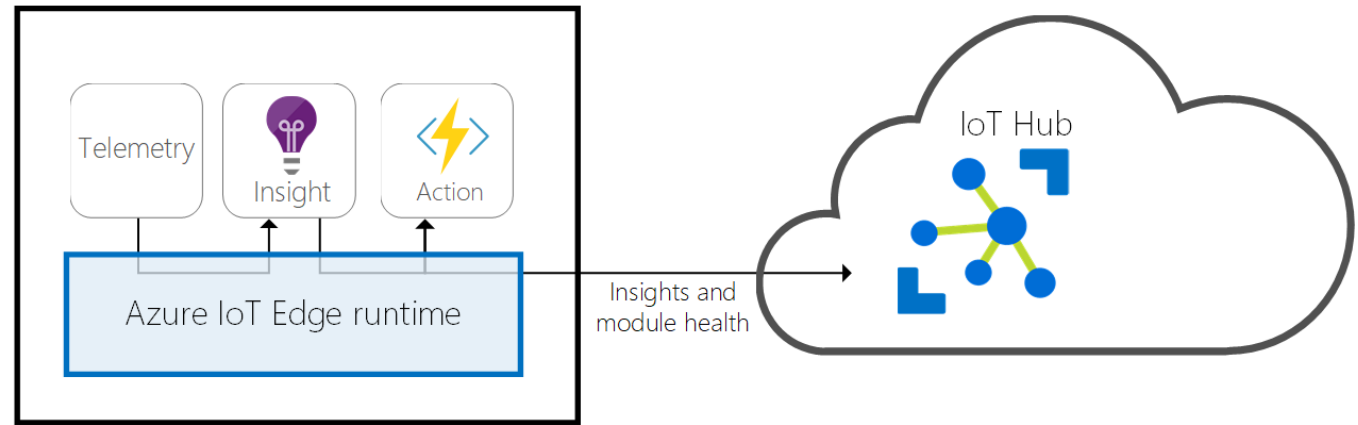 Telemetry
Insight
Action
Azure IoT Edge runtime
Insights and
module health
IoT Hub